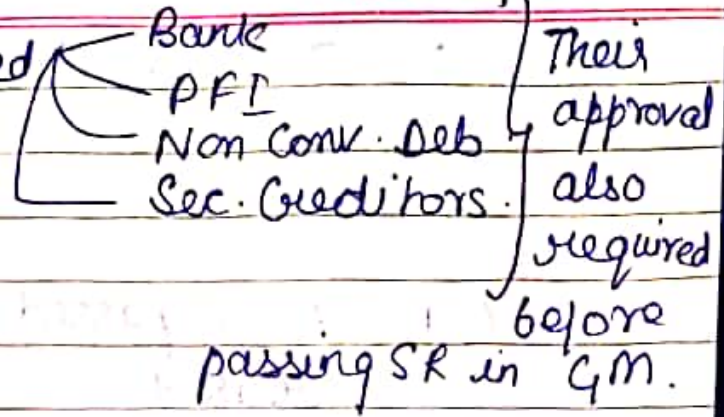 d
Bank
PFI
Non Conv. Deb
Sec. Creditors.
Their
approval
also
required
before
passing SR in GM.